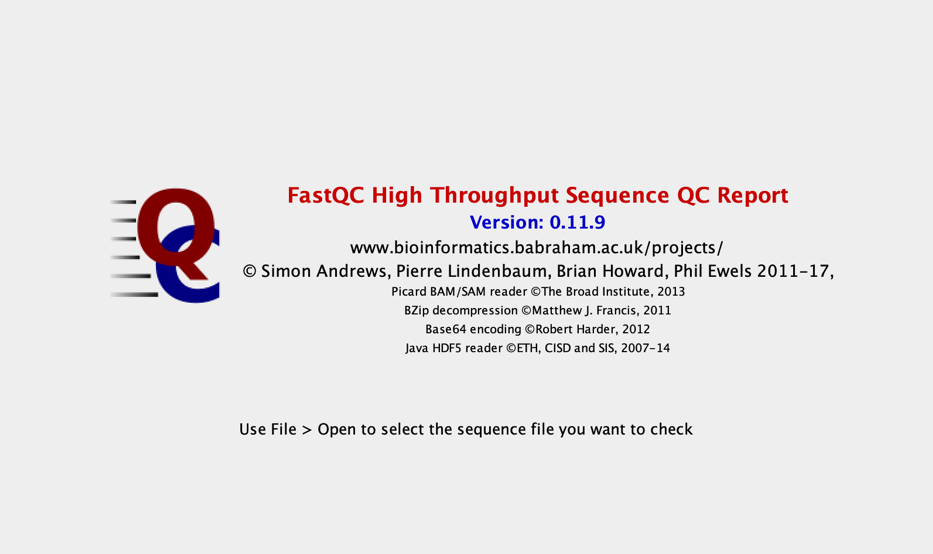 QC
FastQC High Throughput Sequence QC Report
Version: 0.11.9
www.bioinformatics.babraham.ac.uk/projects/
© Simon Andrews, Pierre Lindenbaum, Brian Howard, Phil Ewels 2011-17,
Picard BAM/SAM reader ©The Broad Institute, 2013
BZip decompression ©Matthew J. Francis, 2011
Base64 encoding ©Robert Harder, 2012
Java HDF5 reader ©ETH, CISD and SIS, 2007-14
Use File > Open to select the sequence file you want to check